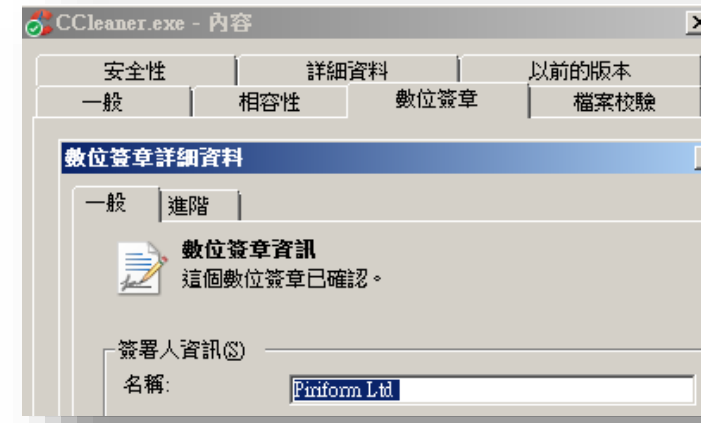 CCleaner.exe - 內容
安全性 詳細資料 以前的版本
一般 相容性 數位簽章 檔案校驗
數位簽章詳細資料
一般 進階
數位簽章資訊
這個數位簽章已確認。
簽署人資訊(S)
名稱: Piriform Ltd